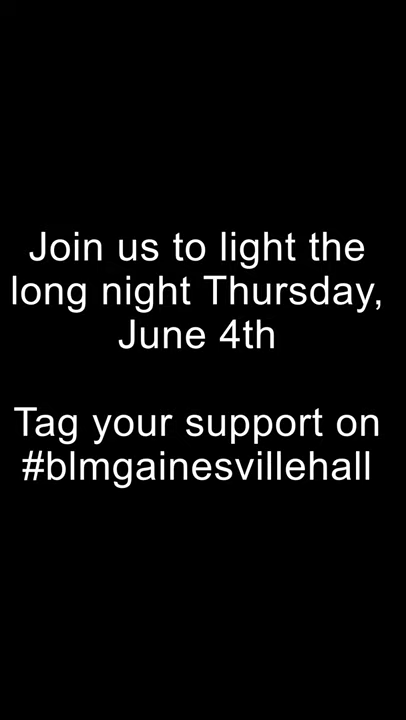 Join us to light the
long night Thursday,
June 4th
Tag your support on
#blmgainesvillehall